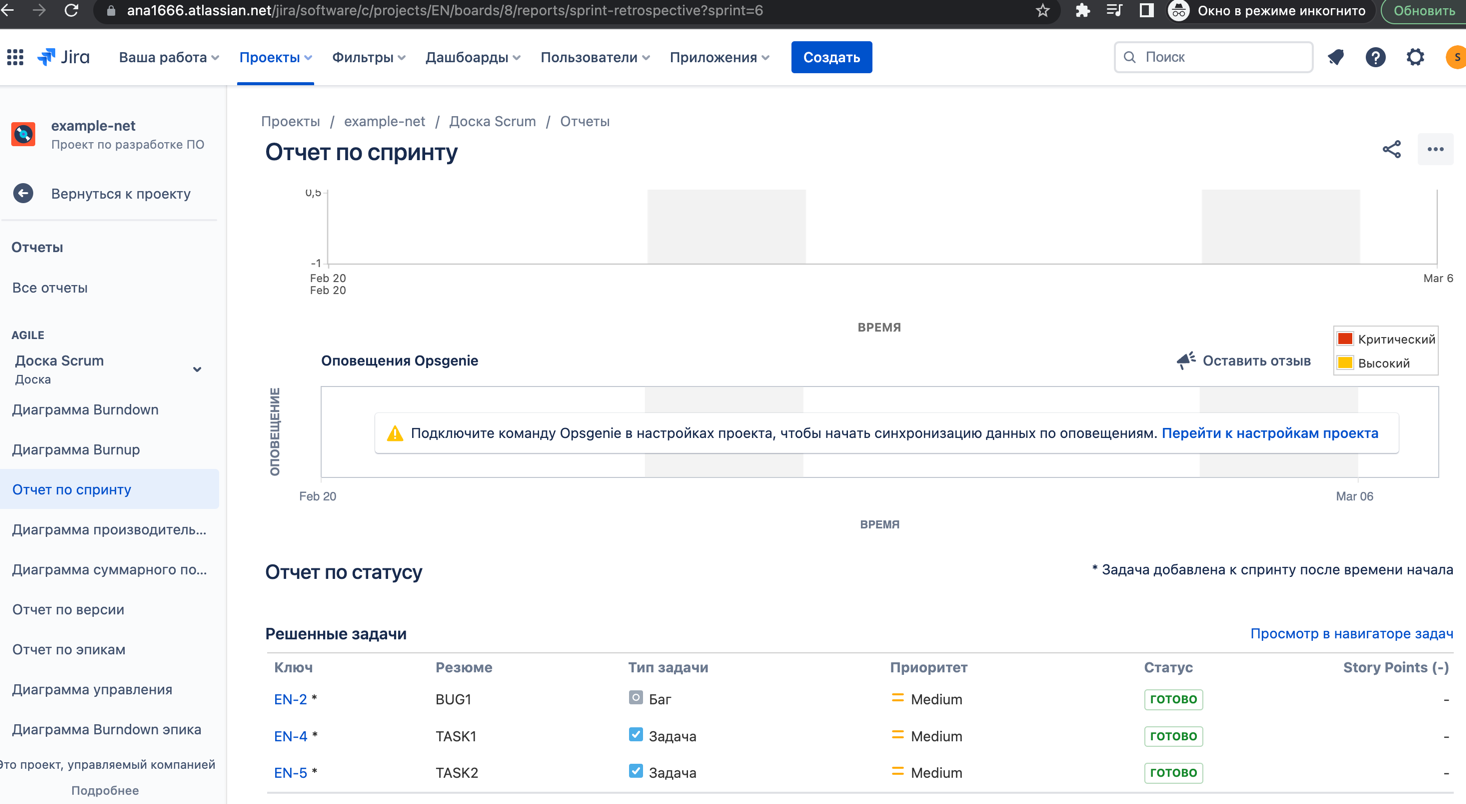 ana1666.atlassian.net/jira/software/c/projects/EN/boards/8/reports/sprint-retrospective?sprint=6
Окно в режиме инкогнито
Обновить
Jira
Ваша работа
Проекты
Фильтры
Дашборды
Пользователи
Приложения
Создать
Поиск
S
example-net
Проект по разработке ПО
Вернуться к проекту
Отчеты
Все отчеты
AGILE
Доска Scrum
Доска
Диаграмма Burndown
Диаграмма Burnup
Отчет по спринту
Диаграмма производитель...
Диаграмма суммарного по...
Отчет по версии
Отчет по эпикам
Диаграмма управления
Диаграмма Burndown эпика
Это проект, управляемый компанией
Подробнее
Проекты / example-net / Доска Scrum / Отчеты
Отчет по спринту
0,5
-1
Feb 20
Feb 20
Mar 6
ВРЕМЯ
Критический
Высокий
Оповещения Opsgenie
Оставить отзыв
ОПОВЕЩЕНИЕ
Подключите команду Opsgenie в настройках проекта, чтобы начать синхронизацию данных по оповещениям. Перейти к настройкам проекта
Feb 20
Mar 06
ВРЕМЯ
Отчет по статусу
* Задача добавлена к спринту после времени начала
Решенные задачи
Просмотр в навигаторе задач
Ключ Резюме Тип задачи Приоритет Статус Story Points (-)
EN-2 * BUG1 Баг Medium ГОТОВО -
EN-4 * TASK1 Задача Medium ГОТОВО -
EN-5 * TASK2 Задача Medium ГОТОВО -